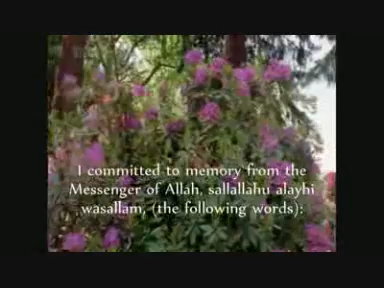 I committed to memory from the
Messenger of Allah, sallallahu alayhi
wasallam, (the following words):